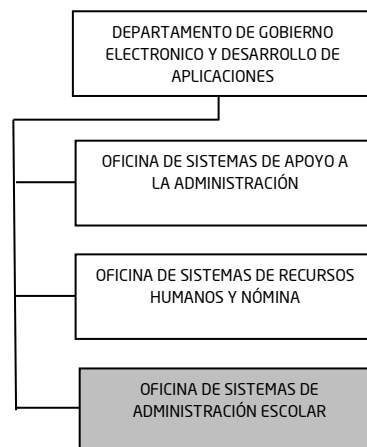 DEPARTAMENTO DE GOBIERNO
ELECTRONICO Y DESARROLLO DE
APLICACIONES
OFICINA DE SISTEMAS DE APOYO A
LA ADMINISTRACIÓN
OFICINA DE SISTEMAS DE RECURSOS
HUMANOS Y NÓMINA
OFICINA DE SISTEMAS DE
ADMINISTRACIÓN ESCOLAR